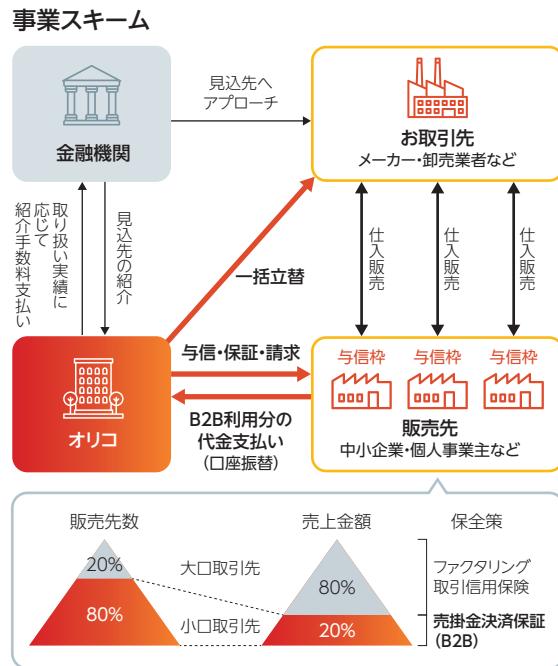 事業スキーム
金融機関
見込先へ
アプローチ
お取引先
メーカー・卸売業者など
取り扱い実績に
応じて
紹介手数料支払い
見込先の紹介
一括立替
仕入販売
仕入販売
仕入販売
オリコ
与信・保証・請求
B2B利用分の
代金支払い
（口座振替）
与信枠
与信枠
与信枠
販売先
中小企業・個人事業主など
販売先数
売上金額
保全策
20%
大口取引先
80%
ファクタリング
取引信用保険
80%
小口取引先
20%
売掛金決済保証
（B2B）